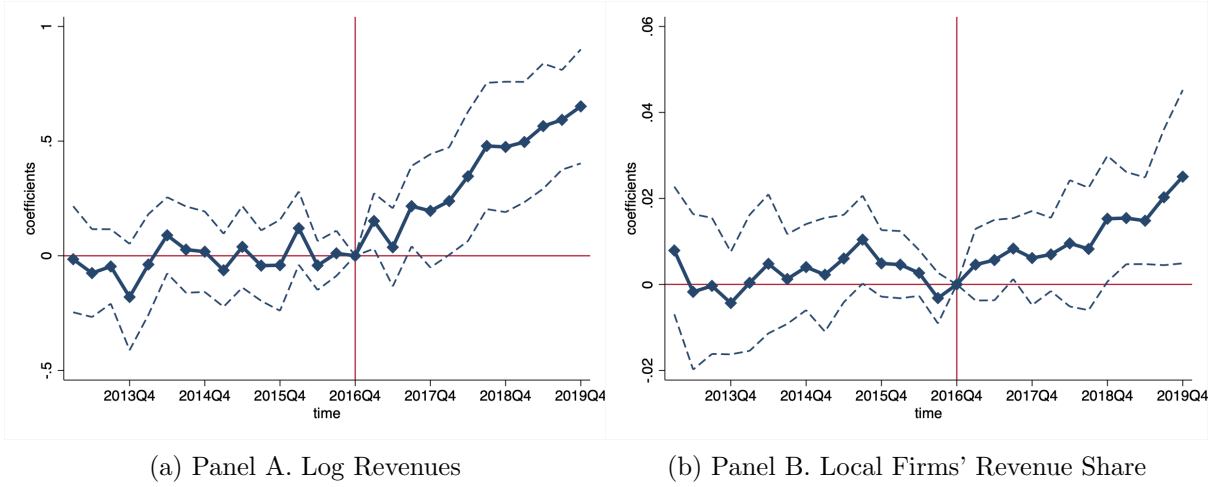 1
.5
0
-.5
coefficients
2013Q4 2014Q4 2015Q4 2016Q4 2017Q4 2018Q4 2019Q4
time
(a) Panel A. Log Revenues
.06
.04
.02
0
-.02
coefficients
2013Q4 2014Q4 2015Q4 2016Q4 2017Q4 2018Q4 2019Q4
time
(b) Panel B. Local Firms' Revenue Share